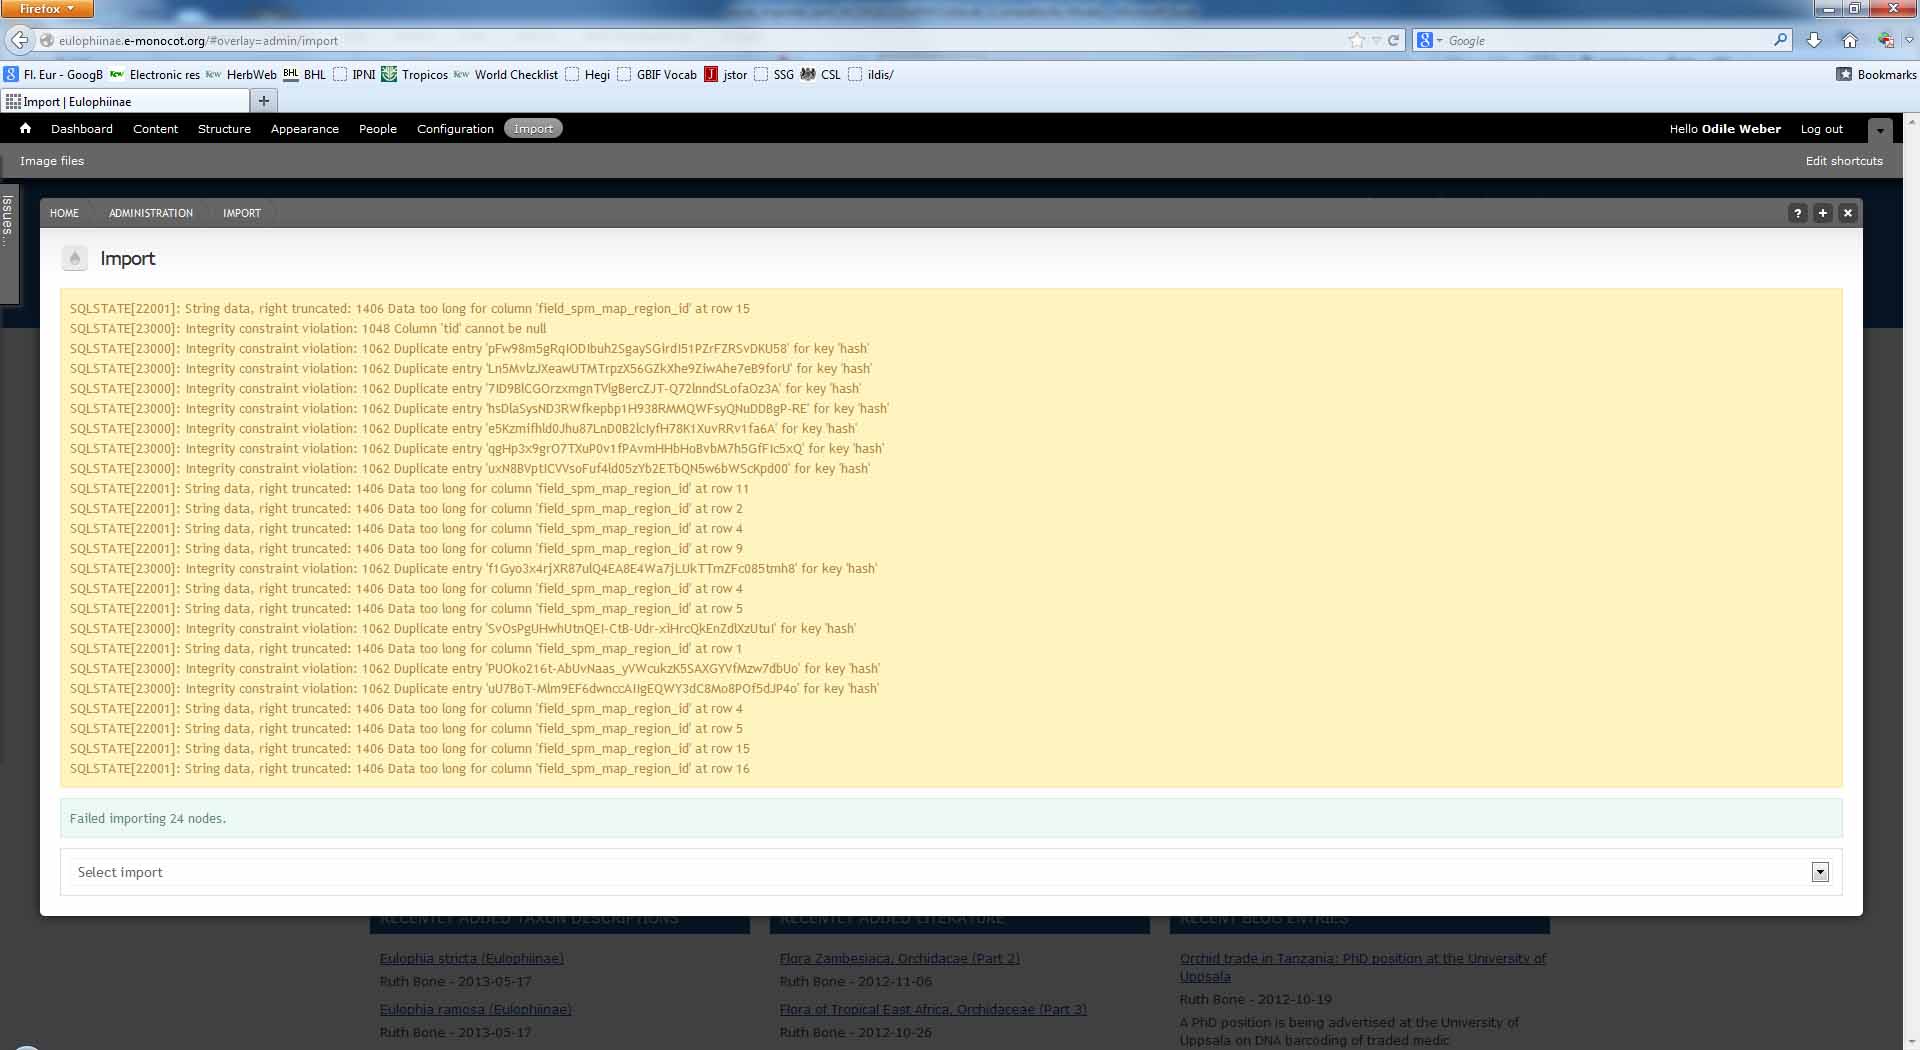 Firefox
eulophiinae.e-monocot.org/#overlay=admin/import
Google
Fl. Eur - GoogB Electronic res HerbWeb BHL IPNI Tropicos World Checklist Hegi GBIF Vocab jstor SSG CSL ildis/ Bookmarks
Import | Eulophiinae
Dashboard Content Structure Appearance People Configuration Import Hello Odile Weber Log out
Image files Edit shortcuts
Issues...
HOME ADMINISTRATION IMPORT
Import
SQLSTATE[22001]: String data, right truncated: 1406 Data too long for column 'field_spm_map_region_id' at row 15
SQLSTATE[23000]: Integrity constraint violation: 1048 Column 'tid' cannot be null
SQLSTATE[23000]: Integrity constraint violation: 1062 Duplicate entry for key 'hash'
SQLSTATE[23000]: Integrity constraint violation: 1062 Duplicate entry for key 'hash'
SQLSTATE[23000]: Integrity constraint violation: 1062 Duplicate entry for key 'hash'
SQLSTATE[23000]: Integrity constraint violation: 1062 Duplicate entry 'hsDlaSysND3RWfkepbp1H938RMMQWFsyQNuDDBgP-RE' for key 'hash'
SQLSTATE[23000]: Integrity constraint violation: 1062 Duplicate entry for key 'hash'
SQLSTATE[23000]: Integrity constraint violation: 1062 Duplicate entry for key 'hash'
SQLSTATE[23000]: Integrity constraint violation: 1062 Duplicate entry for key 'hash'
SQLSTATE[22001]: String data, right truncated: 1406 Data too long for column 'field_spm_map_region_id' at row 11
SQLSTATE[22001]: String data, right truncated: 1406 Data too long for column 'field_spm_map_region_id' at row 2
SQLSTATE[22001]: String data, right truncated: 1406 Data too long for column 'field_spm_map_region_id' at row 4
SQLSTATE[22001]: String data, right truncated: 1406 Data too long for column 'field_spm_map_region_id' at row 9
SQLSTATE[23000]: Integrity constraint violation: 1062 Duplicate entry for key 'hash'
SQLSTATE[22001]: String data, right truncated: 1406 Data too long for column 'field_spm_map_region_id' at row 4
SQLSTATE[22001]: String data, right truncated: 1406 Data too long for column 'field_spm_map_region_id' at row 5
SQLSTATE[23000]: Integrity constraint violation: 1062 Duplicate entry for key 'hash'
SQLSTATE[22001]: String data, right truncated: 1406 Data too long for column 'field_spm_map_region_id' at row 1
SQLSTATE[23000]: Integrity constraint violation: 1062 Duplicate entry for key 'hash'
SQLSTATE[23000]: Integrity constraint violation: 1062 Duplicate entry for key 'hash'
SQLSTATE[22001]: String data, right truncated: 1406 Data too long for column 'field_spm_map_region_id' at row 4
SQLSTATE[22001]: String data, right truncated: 1406 Data too long for column 'field_spm_map_region_id' at row 5
SQLSTATE[22001]: String data, right truncated: 1406 Data too long for column 'field_spm_map_region_id' at row 15
SQLSTATE[22001]: String data, right truncated: 1406 Data too long for column 'field_spm_map_region_id' at row 16
Failed importing 24 nodes.
Select import
RECENTLY ADDED TAXON DESCRIPTIONS
Eulophia stricta (Eulophiinae)
Ruth Bone - 2013-05-17
Eulophia ramosa (Eulophiinae)
Ruth Bone - 2013-05-17
RECENTLY ADDED LITERATURE
Flora Zambesiaca, Orchidacae (Part 2)
Ruth Bone - 2012-11-06
Flora of Tropical East Africa, Orchidaceae (Part 3)
Ruth Bone - 2012-10-26
RECENT BLOG ENTRIES
Orchid trade in Tanzania: PhD position at the University of
Uppsala
Ruth Bone - 2012-10-19
A PhD position is being advertised at the University of
Uppsala on DNA barcoding of traded medic